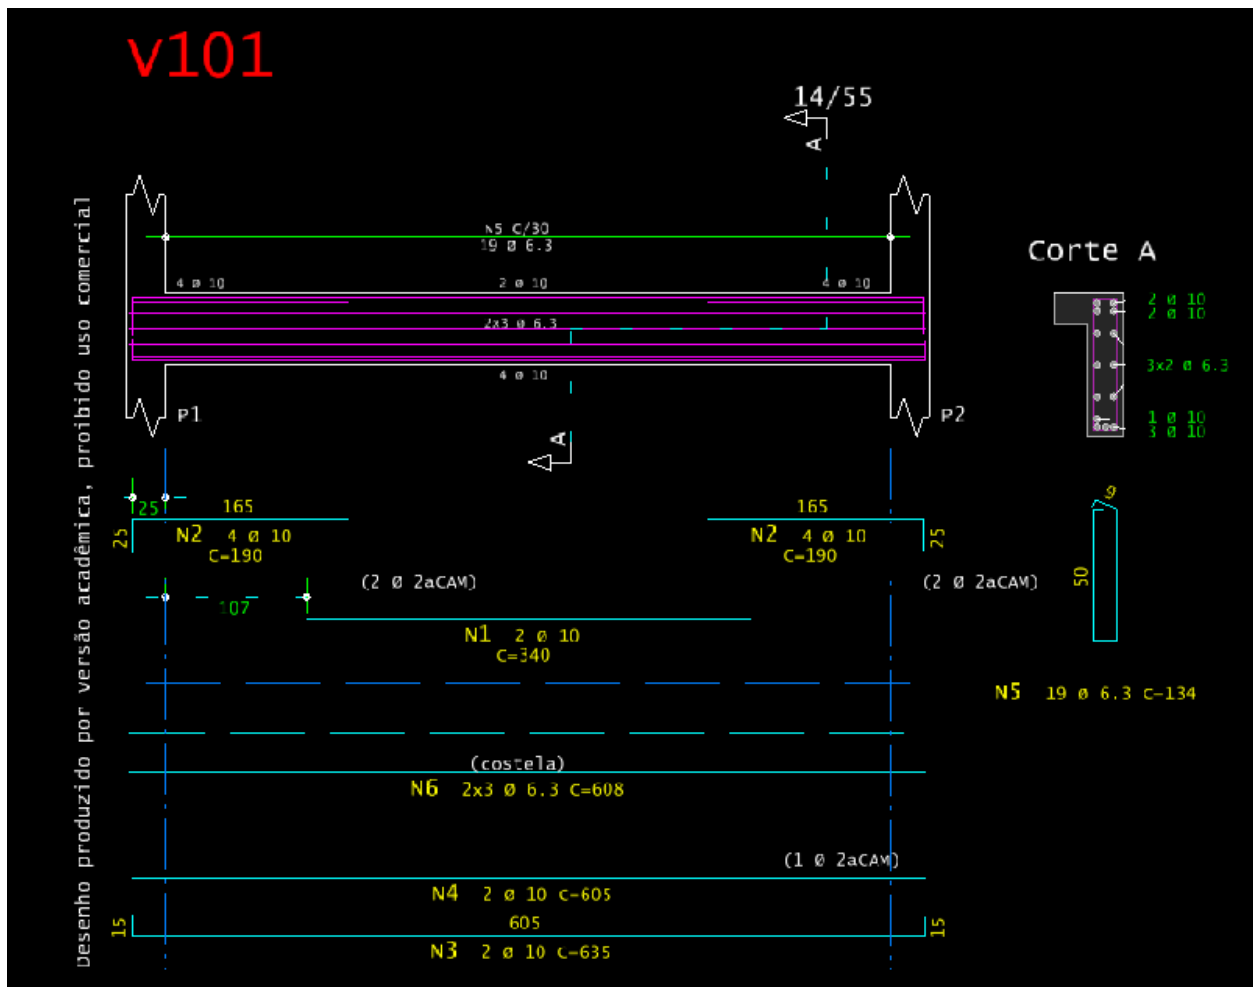 V101
14/55
A
N5 C/30
19 Ø 6.3
4 Ø 10
2 Ø 10
4 Ø 10
2x3 Ø 6.3
4 Ø 10
P1
P2
A
Corte A
2 Ø 10
2 Ø 10
3x2 Ø 6.3
1 Ø 10
3 Ø 10
25
165
25
N2 4 Ø 10
C=190
165
25
N2 4 Ø 10
C=190
(2 Ø 2aCAM)
(2 Ø 2aCAM)
107
N1 2 Ø 10
C=340
9
50
N5 19 Ø 6.3 C=134
(costela)
N6 2x3 Ø 6.3 C=608
(1 Ø 2aCAM)
N4 2 Ø 10 C=605
15
605
15
N3 2 Ø 10 C=635
Desenho produzido por versão acadêmica, proibido uso comercial